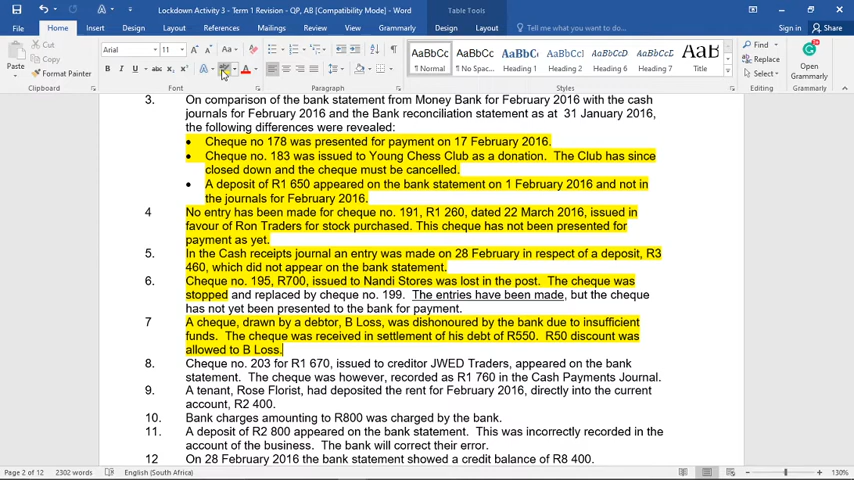 Lockdown Activity 3 - Term 1 Revision - QP, AB [Compatibility Mode] - Word
Table Tools
Sign in
Share
File
Home
Insert
Draw
Design
Layout
References
Mailings
Review
View
Grammarly
Design
Layout
Tell me what you want to do...
Paste
Cut
Copy
Format Painter
Clipboard
Arial
11
Aa
B I U abc X₂ X²
Font
Paragraph
AaBbCc AaBbCc AaBbC AaBbCc AaBbCcD AaBbCcD AaB
¶ Normal
¶ No Spac...
Heading 1
Heading 2
Heading 3
Heading 4
Title
Styles
Find
Replace
Select
Editing
Open
Grammarly
Grammarly
3. On comparison of the bank statement from Money Bank for February 2016 with the cash
journals for February 2016 and the Bank reconciliation statement as at 31 January 2016,
the following differences were revealed:
• Cheque no 178 was presented for payment on 17 February 2016.
• Cheque no. 183 was issued to Young Chess Club as a donation. The Club has since
closed down and the cheque must be cancelled.
• A deposit of R1 650 appeared on the bank statement on 1 February 2016 and not in
the journals for February 2016.
4 No entry has been made for cheque no. 191, R1 260, dated 22 March 2016, issued in
favour of Ron Traders for stock purchased. This cheque has not been presented for
payment as yet.
5. In the Cash receipts journal an entry was made on 28 February in respect of a deposit, R3
460, which did not appear on the bank statement.
6. Cheque no. 195, R700, issued to Nandi Stores was lost in the post. The cheque was
stopped and replaced by cheque no. 199. The entries have been made, but the cheque
has not yet been presented to the bank for payment.
7 A cheque, drawn by a debtor, B Loss, was dishonoured by the bank due to insufficient
funds. The cheque was received in settlement of his debt of R550. R50 discount was
allowed to B Loss.
8. Cheque no. 203 for R1 670, issued to creditor JWED Traders, appeared on the bank
statement. The cheque was however, recorded as R1 760 in the Cash Payments Journal.
9. A tenant, Rose Florist, had deposited the rent for February 2016, directly into the current
account, R2 400.
10. Bank charges amounting to R800 was charged by the bank.
11. A deposit of R2 800 appeared on the bank statement. This was incorrectly recorded in the
account of the business. The bank will correct their error.
12 On 28 February 2016 the bank statement showed a credit balance of R8 400.
Page 2 of 12
2302 words
English (South Africa)
130%